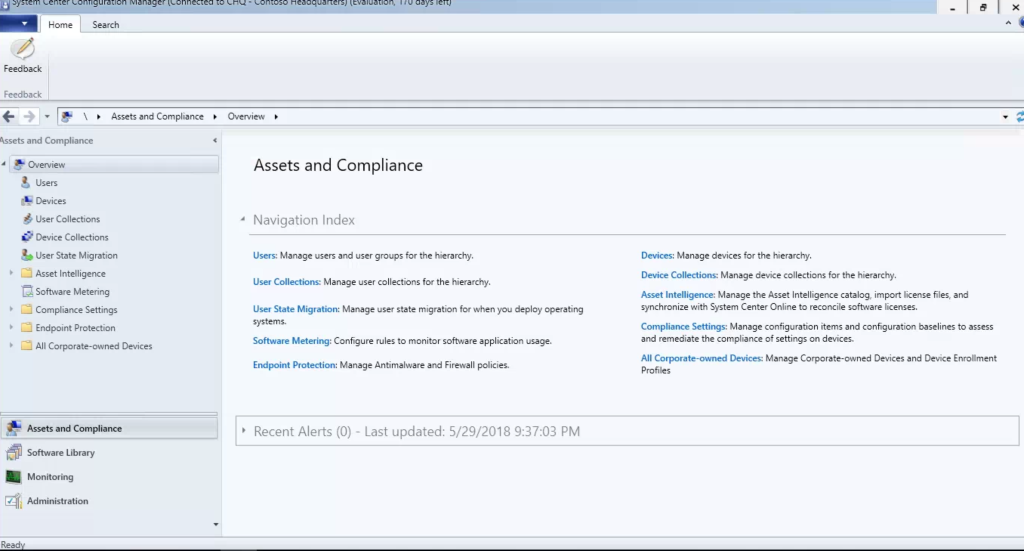 System Center Configuration Manager (Connected to CHQ - Contoso Headquarters) (Evaluation, 170 days left)
Home Search
Feedback
Feedback
\ Assets and Compliance Overview
Assets and Compliance
Overview
Users
Devices
User Collections
Device Collections
User State Migration
Asset Intelligence
Software Metering
Compliance Settings
Endpoint Protection
All Corporate-owned Devices
Assets and Compliance
Software Library
Monitoring
Administration
Assets and Compliance
Navigation Index
Users: Manage users and user groups for the hierarchy.
User Collections: Manage user collections for the hierarchy.
User State Migration: Manage user state migration for when you deploy operating
systems.
Software Metering: Configure rules to monitor software application usage.
Endpoint Protection: Manage Antimalware and Firewall policies.
Devices: Manage devices for the hierarchy.
Device Collections: Manage device collections for the hierarchy.
Asset Intelligence: Manage the Asset Intelligence catalog, import license files, and
synchronize with System Center Online to reconcile software licenses.
Compliance Settings: Manage configuration items and configuration baselines to assess
and remediate the compliance of settings on devices.
All Corporate-owned Devices: Manage Corporate-owned Devices and Device Enrollment
Profiles
Recent Alerts (0) - Last updated: 5/29/2018 9:37:03 PM
Ready